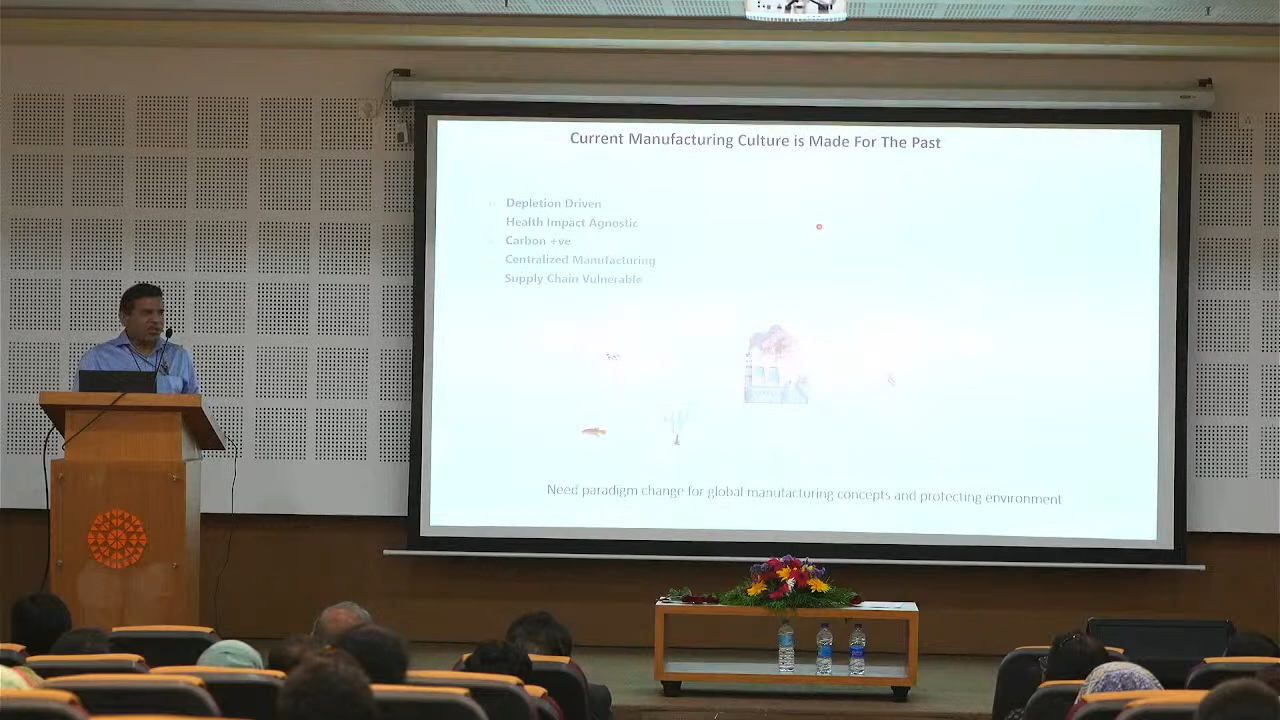 Current Manufacturing Culture is Made For The Past
Depletion Driven
Health Impact Agnostic
Carbon +ve
Centralized Manufacturing
Supply Chain Vulnerable
Need paradigm change for global manufacturing concepts and protecting environment